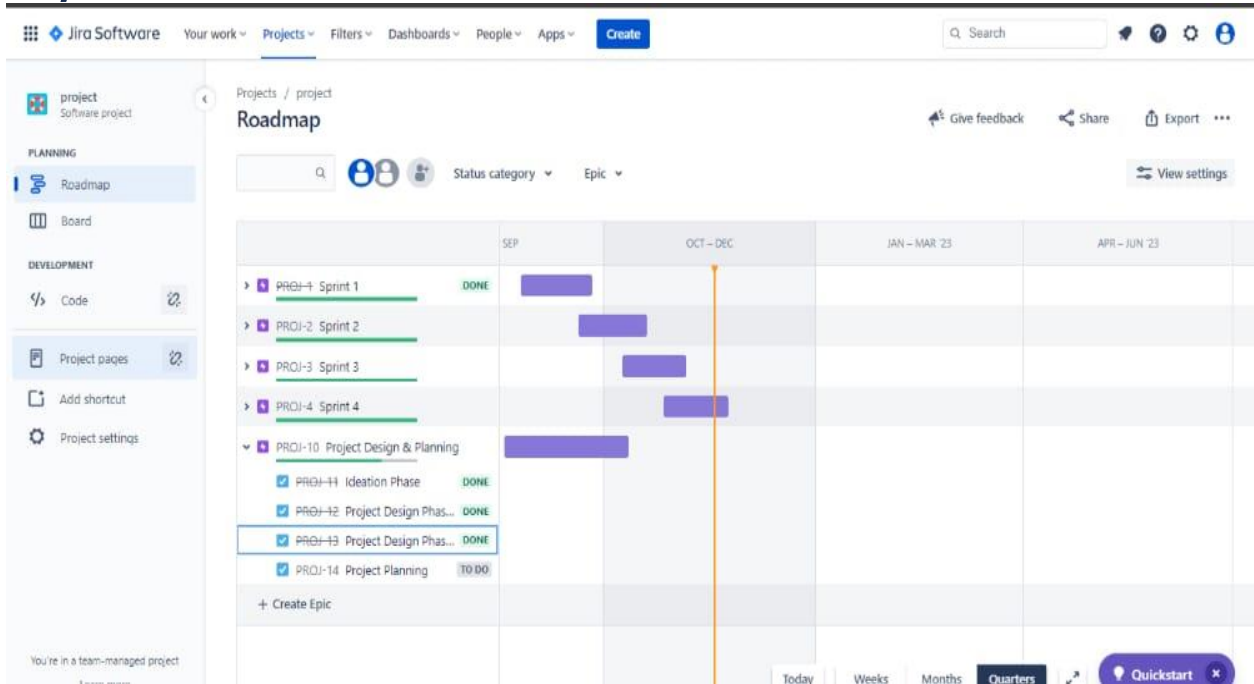 Jira Software Your work Projects Filters Dashboards People Apps Create Search
project
Software project
PLANNING
Roadmap
Board
DEVELOPMENT
Code
Project pages
Add shortcut
Project settings
You're in a team-managed project
Learn more
Projects / project
Roadmap
Give feedback Share Export
Status category Epic View settings
SEP OCT – DEC JAN – MAR '23 APR – JUN '23
PROJ-1 Sprint 1 DONE
PROJ-2 Sprint 2
PROJ-3 Sprint 3
PROJ-4 Sprint 4
PROJ-10 Project Design & Planning
PROJ-11 Ideation Phase DONE
PROJ-12 Project Design Phas... DONE
PROJ-13 Project Design Phas... DONE
PROJ-14 Project Planning TO DO
+ Create Epic
Today Weeks Months Quarters Quickstart